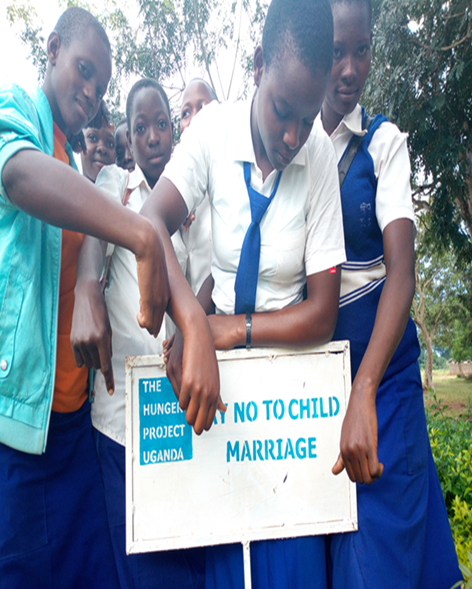 THE
HUNGER
PROJECT
UGANDA
NO TO CHILD
MARRIAGE